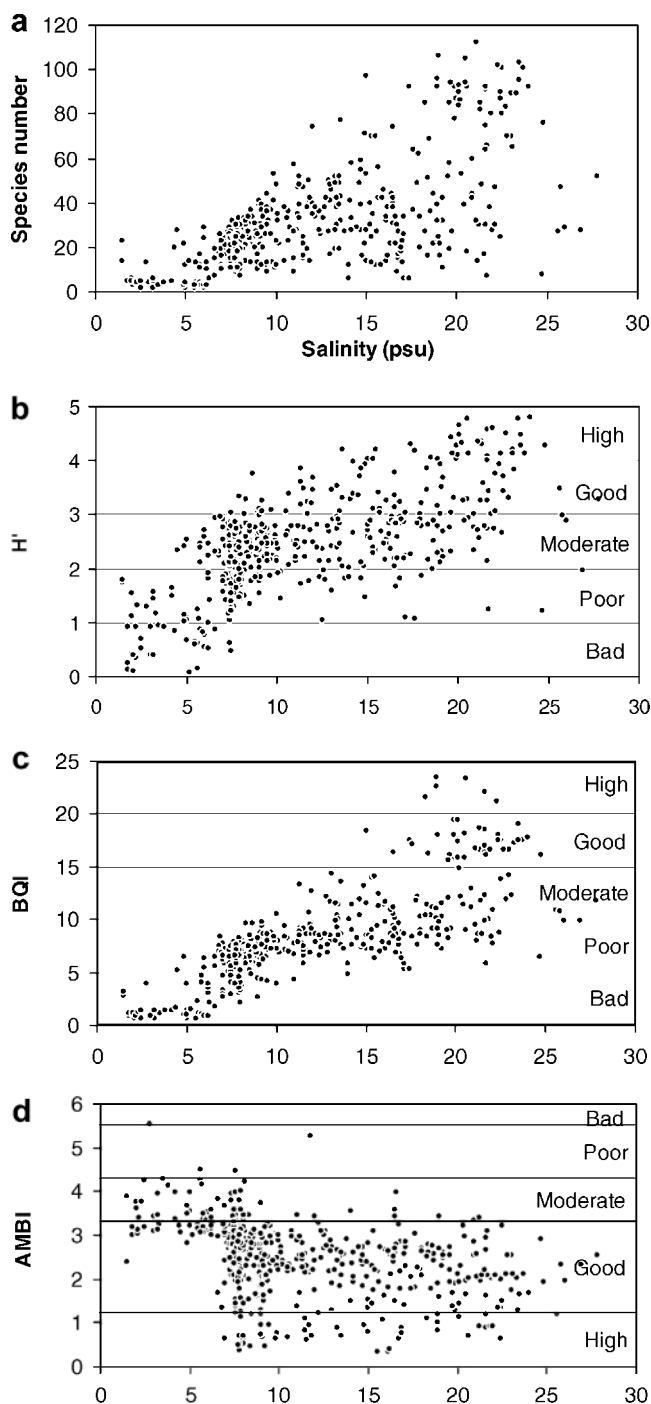 a
Species number
120
100
80
60
40
20
0
0 5 10 15 20 25 30
Salinity (psu)
b
H'
5
4
3
2
1
0
High
Good
Moderate
Poor
Bad
0 5 10 15 20 25 30
c
BQI
25
20
15
10
5
0
High
Good
Moderate
Poor
Bad
0 5 10 15 20 25 30
d
AMBI
6
5
4
3
2
1
0
Bad
Poor
Moderate
Good
High
0 5 10 15 20 25 30